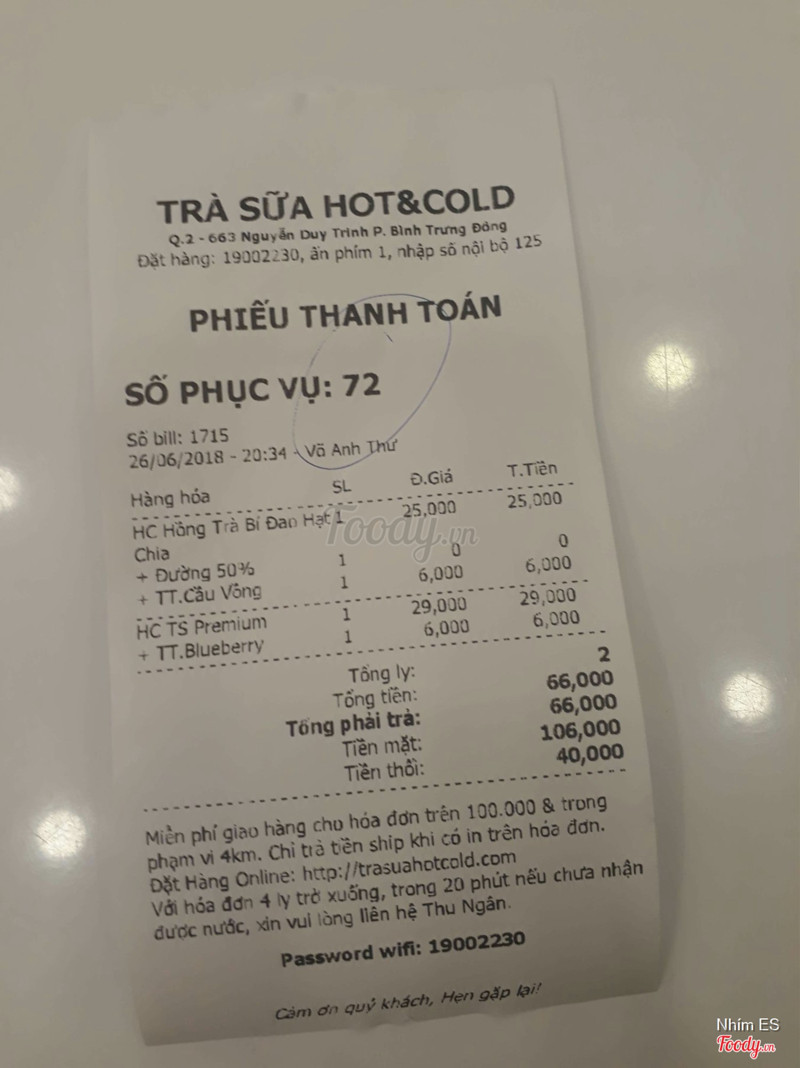 TRÀ SỮA HOT&COLD
Q.2 - 663 Nguyễn Duy Trinh P. Bình Trưng Đông
Đặt hàng: 19002230, ấn phím 1, nhập số nội bộ 125
PHIẾU THANH TOÁN
SỐ PHỤC VỤ: 72
Số bill: 1715
26/06/2018 - 20:34 - Võ Anh Thư
Hàng hóa SL Đ.Giá T.Tiền
HC Hồng Trà Bí Đao Hạt 1 25,000 25,000
Chia
+ Đường 50% 1 0 0
+ TT.Cầu Vồng 1 6,000 6,000
HC TS Premium 1 29,000 29,000
+ TT.Blueberry 1 6,000 6,000
Tổng ly: 2
Tổng tiền: 66,000
Tổng phải trả: 66,000
Tiền mặt: 106,000
Tiền thối: 40,000
Miễn phí giao hàng cho hóa đơn trên 100.000 & trong
phạm vi 4km. Chỉ trả tiền ship khi có in trên hóa đơn.
Đặt Hàng Online: http://trasuahotcold.com
Với hóa đơn 4 ly trở xuống, trong 20 phút nếu chưa nhận
được nước, xin vui lòng liên hệ Thu Ngân.
Password wifi: 19002230
Cảm ơn quý khách, Hẹn gặp lại!
Foody.vn
Nhím ES
Foody.vn